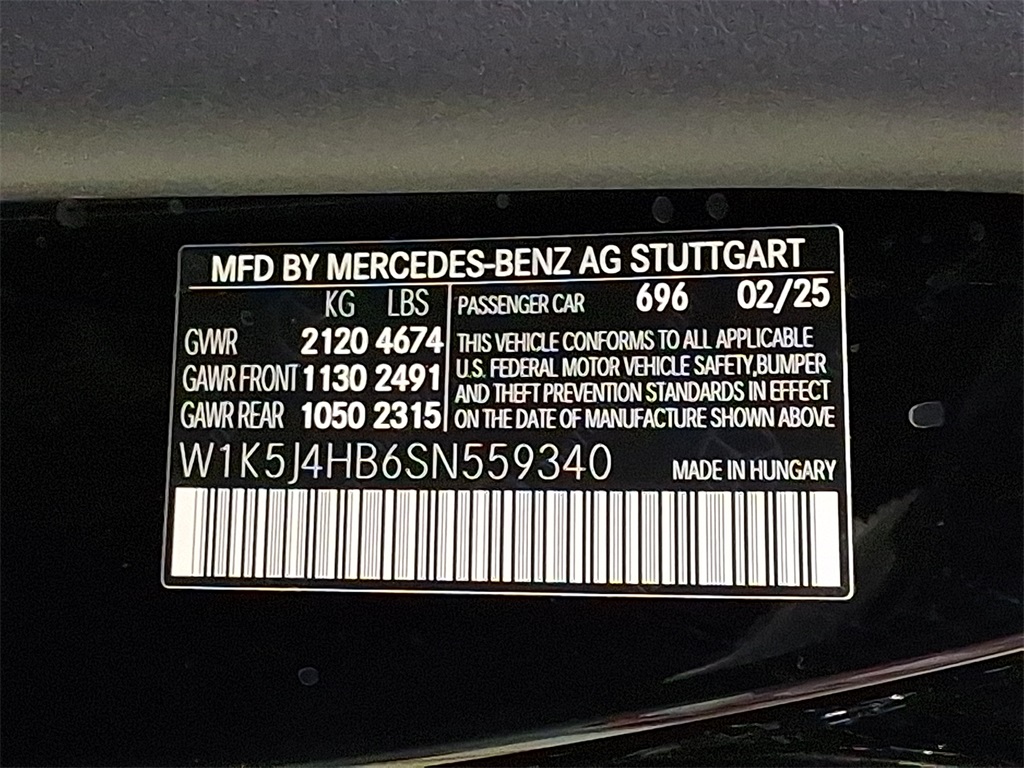 MFD BY MERCEDES-BENZ AG STUTTGART
KG LBS
GVWR 2120 4674
GAWR FRONT 1130 2491
GAWR REAR 1050 2315
PASSENGER CAR 696 02/25
THIS VEHICLE CONFORMS TO ALL APPLICABLE
U.S. FEDERAL MOTOR VEHICLE SAFETY,BUMPER
AND THEFT PREVENTION STANDARDS IN EFFECT
ON THE DATE OF MANUFACTURE SHOWN ABOVE
W1K5J4HB6SN559340 MADE IN HUNGARY